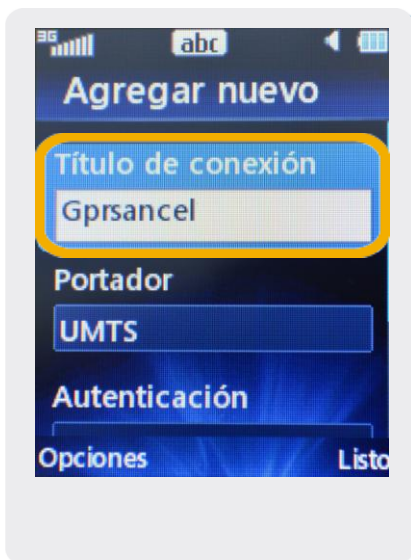 3G
abc
Agregar nuevo
Título de conexión
Gprsancel
Portador
UMTS
Autenticación
Opciones Listo